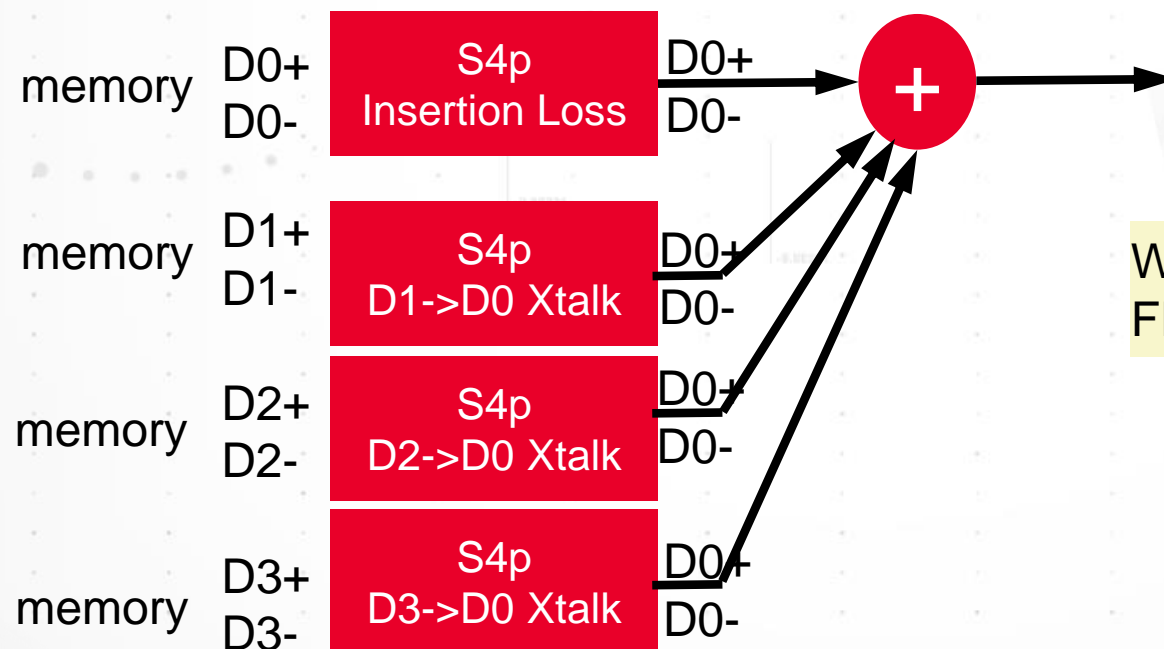 memory
D0+
D0-
S4p
Insertion Loss
D0+
D0-
+
memory
D1+
D1-
S4p
D1->D0 Xtalk
D0+
D0-
W
F
memory
D2+
D2-
S4p
D2->D0 Xtalk
D0+
D0-
memory
D3+
D3-
S4p
D3->D0 Xtalk
D0+
D0-